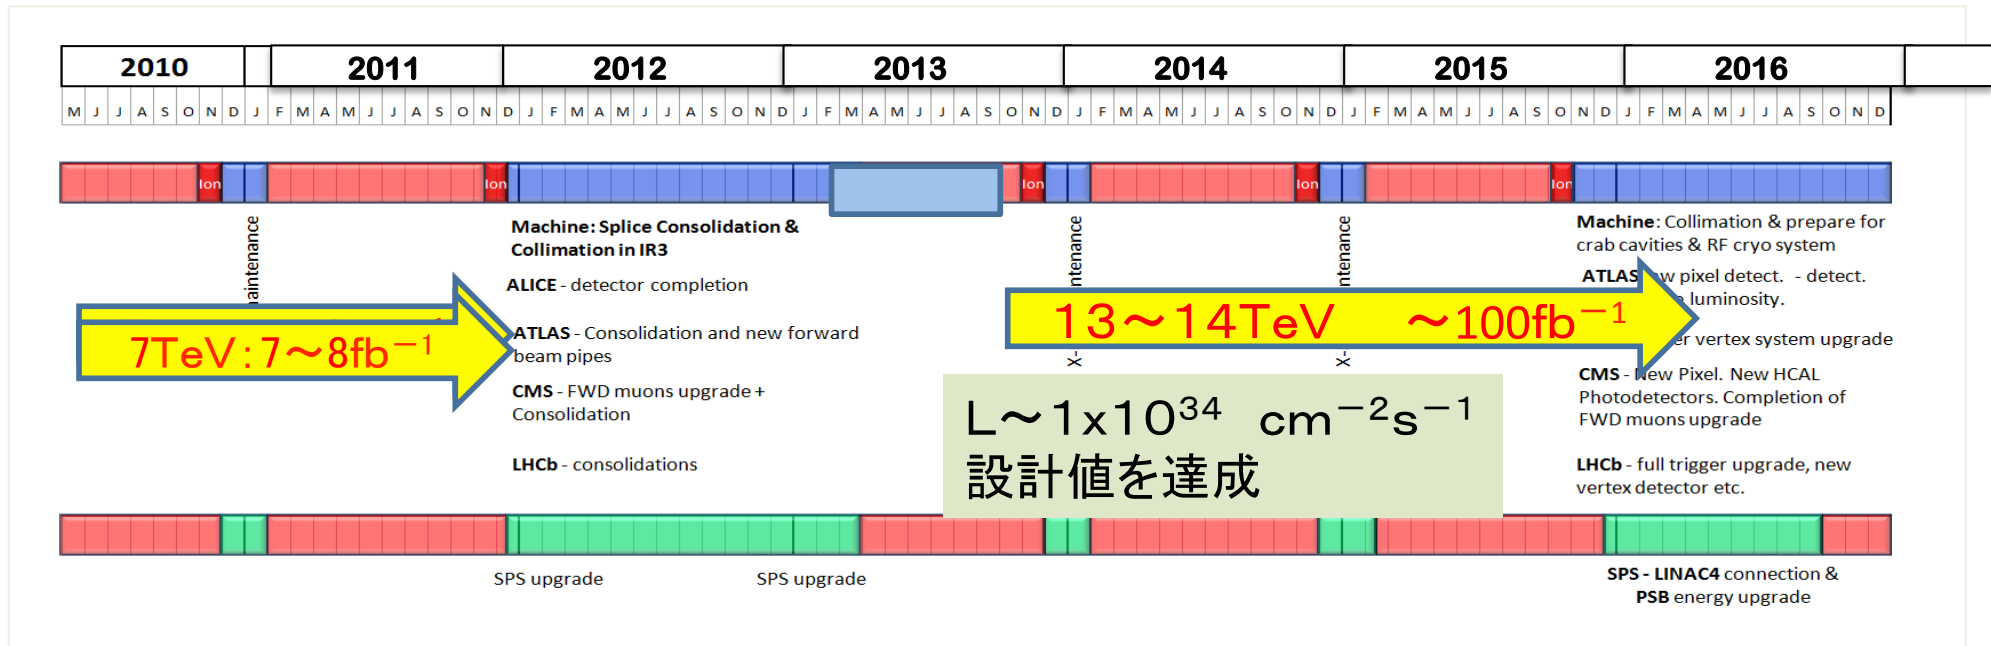 2010 2011 2012 2013 2014 2015 2016
M J J A S O N D J F M A M J J A S O N D J F M A M J J A S O N D J F M A M J J A S O N D J F M A M J J A S O N D J F M A M J J A S O N D J F M A M J J A S O N D
Ion Ion Ion Ion Ion
Machine: Splice Consolidation &
Collimation in IR3
ALICE - detector completion
ATLAS - Consolidation and new forward
beam pipes
CMS - FWD muons upgrade +
Consolidation
LHCb - consolidations
7TeV:7～8fb⁻¹
13～14TeV ～100fb⁻¹
L～1x10³⁴ cm⁻²s⁻¹
設計値を達成
Machine: Collimation & prepare for
crab cavities & RF cryo system
ATLAS pixel detect. - detect.
luminosity.
vertex system upgrade
CMS - New Pixel. New HCAL
Photodetectors. Completion of
FWD muons upgrade
LHCb - full trigger upgrade, new
vertex detector etc.
SPS upgrade
SPS upgrade
SPS - LINAC4 connection &
PSB energy upgrade